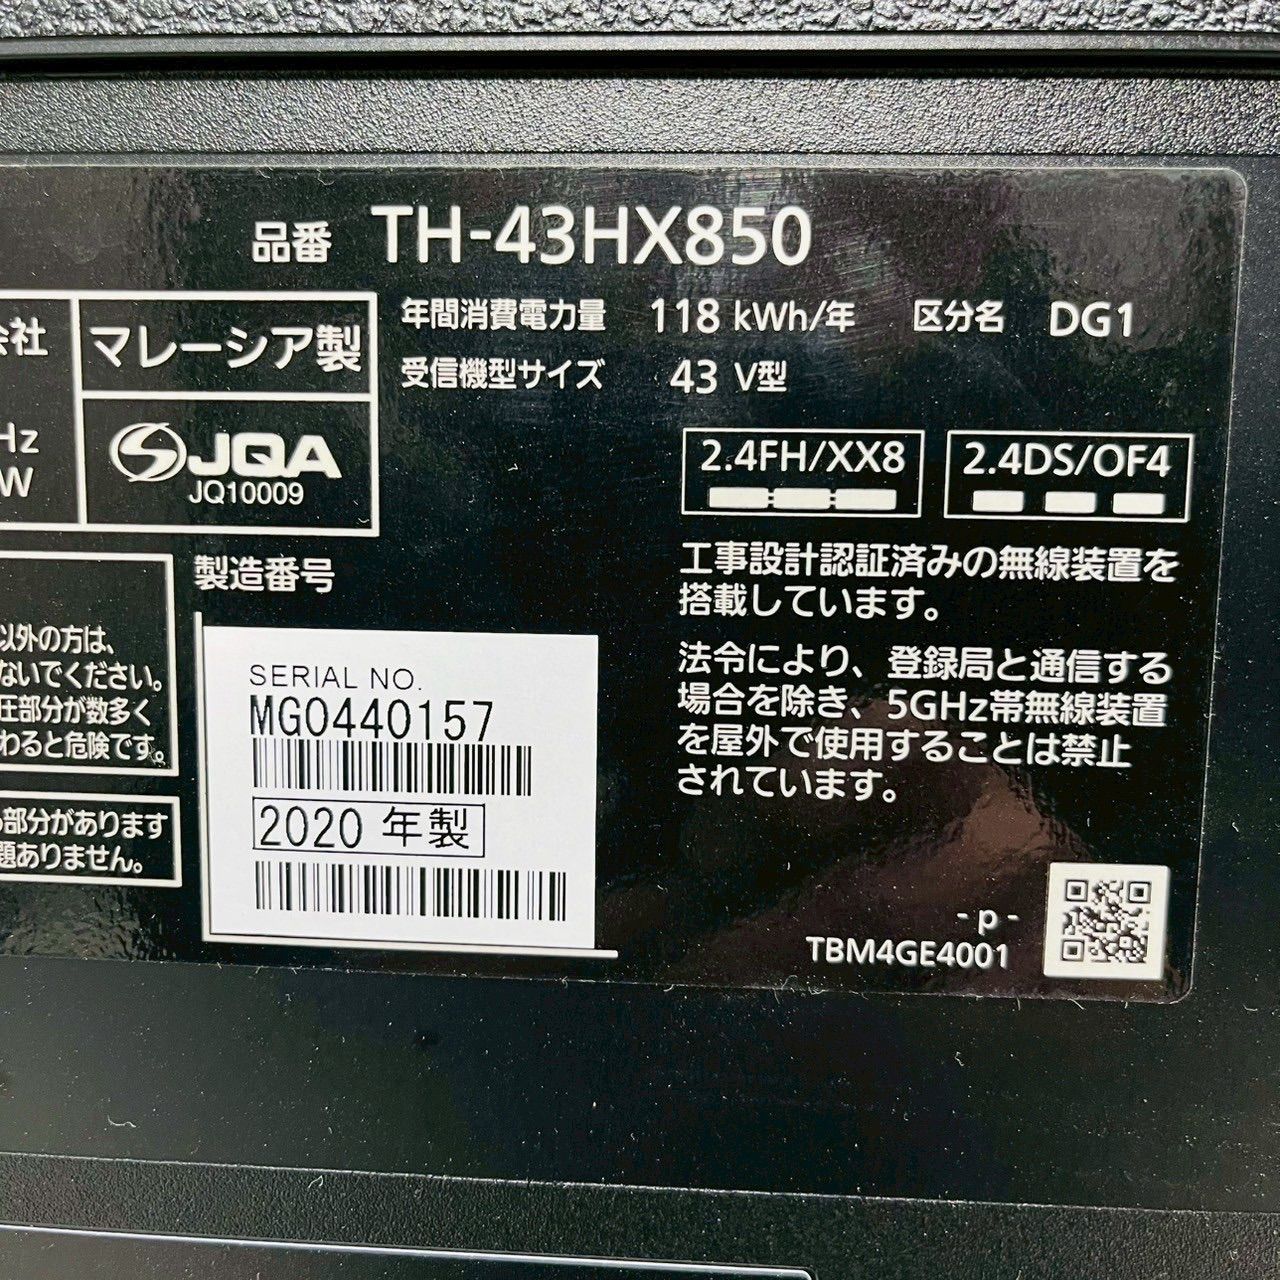 品番 TH-43HX850
会社
マレーシア製
年間消費電力量 118 kWh/年 区分名 DG1
受信機型サイズ 43 V型
Hz
W
JQA
JQ10009
2.4FH/XX8
2.4DS/OF4
工事設計認証済みの無線装置を
搭載しています。
法令により、登録局と通信する
場合を除き、5GHz帯無線装置
を屋外で使用することは禁止
されています。
製造番号
以外の方は、
ないでください。
圧部分が数多く
わると危険です。
部分があります
題ありません。
SERIAL NO.
MG0440157
2020 年製
-p-
TBM4GE4001